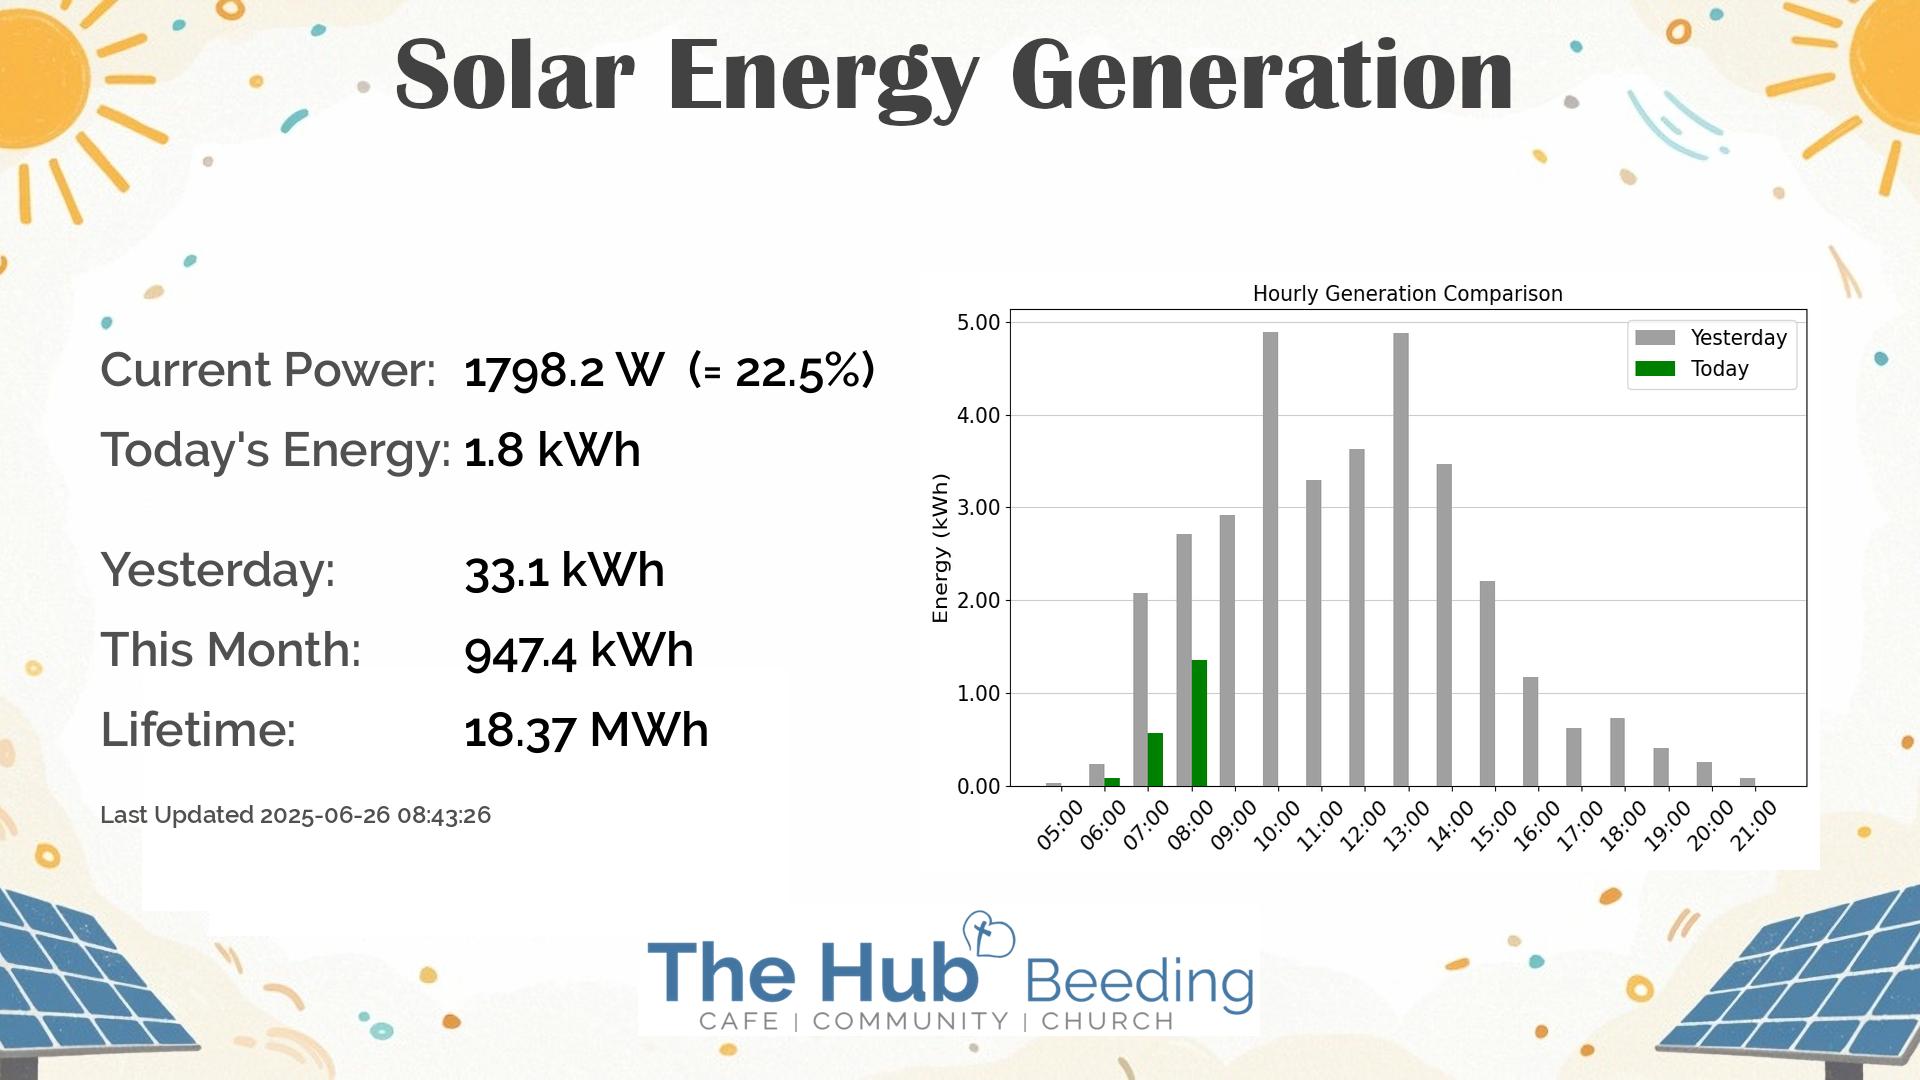 Solar Energy Generation
Current Power: 1798.2 W (= 22.5%)
Today's Energy: 1.8 kWh
Yesterday: 33.1 kWh
This Month: 947.4 kWh
Lifetime: 18.37 MWh
Last Updated 2025-06-26 08:43:26
Hourly Generation Comparison
Yesterday
Today
Energy (kWh)
5.00
4.00
3.00
2.00
1.00
0.00
05:00 06:00 07:00 08:00 09:00 10:00 11:00 12:00 13:00 14:00 15:00 16:00 17:00 18:00 19:00 20:00 21:00
The Hub Beeding
CAFE | COMMUNITY | CHURCH